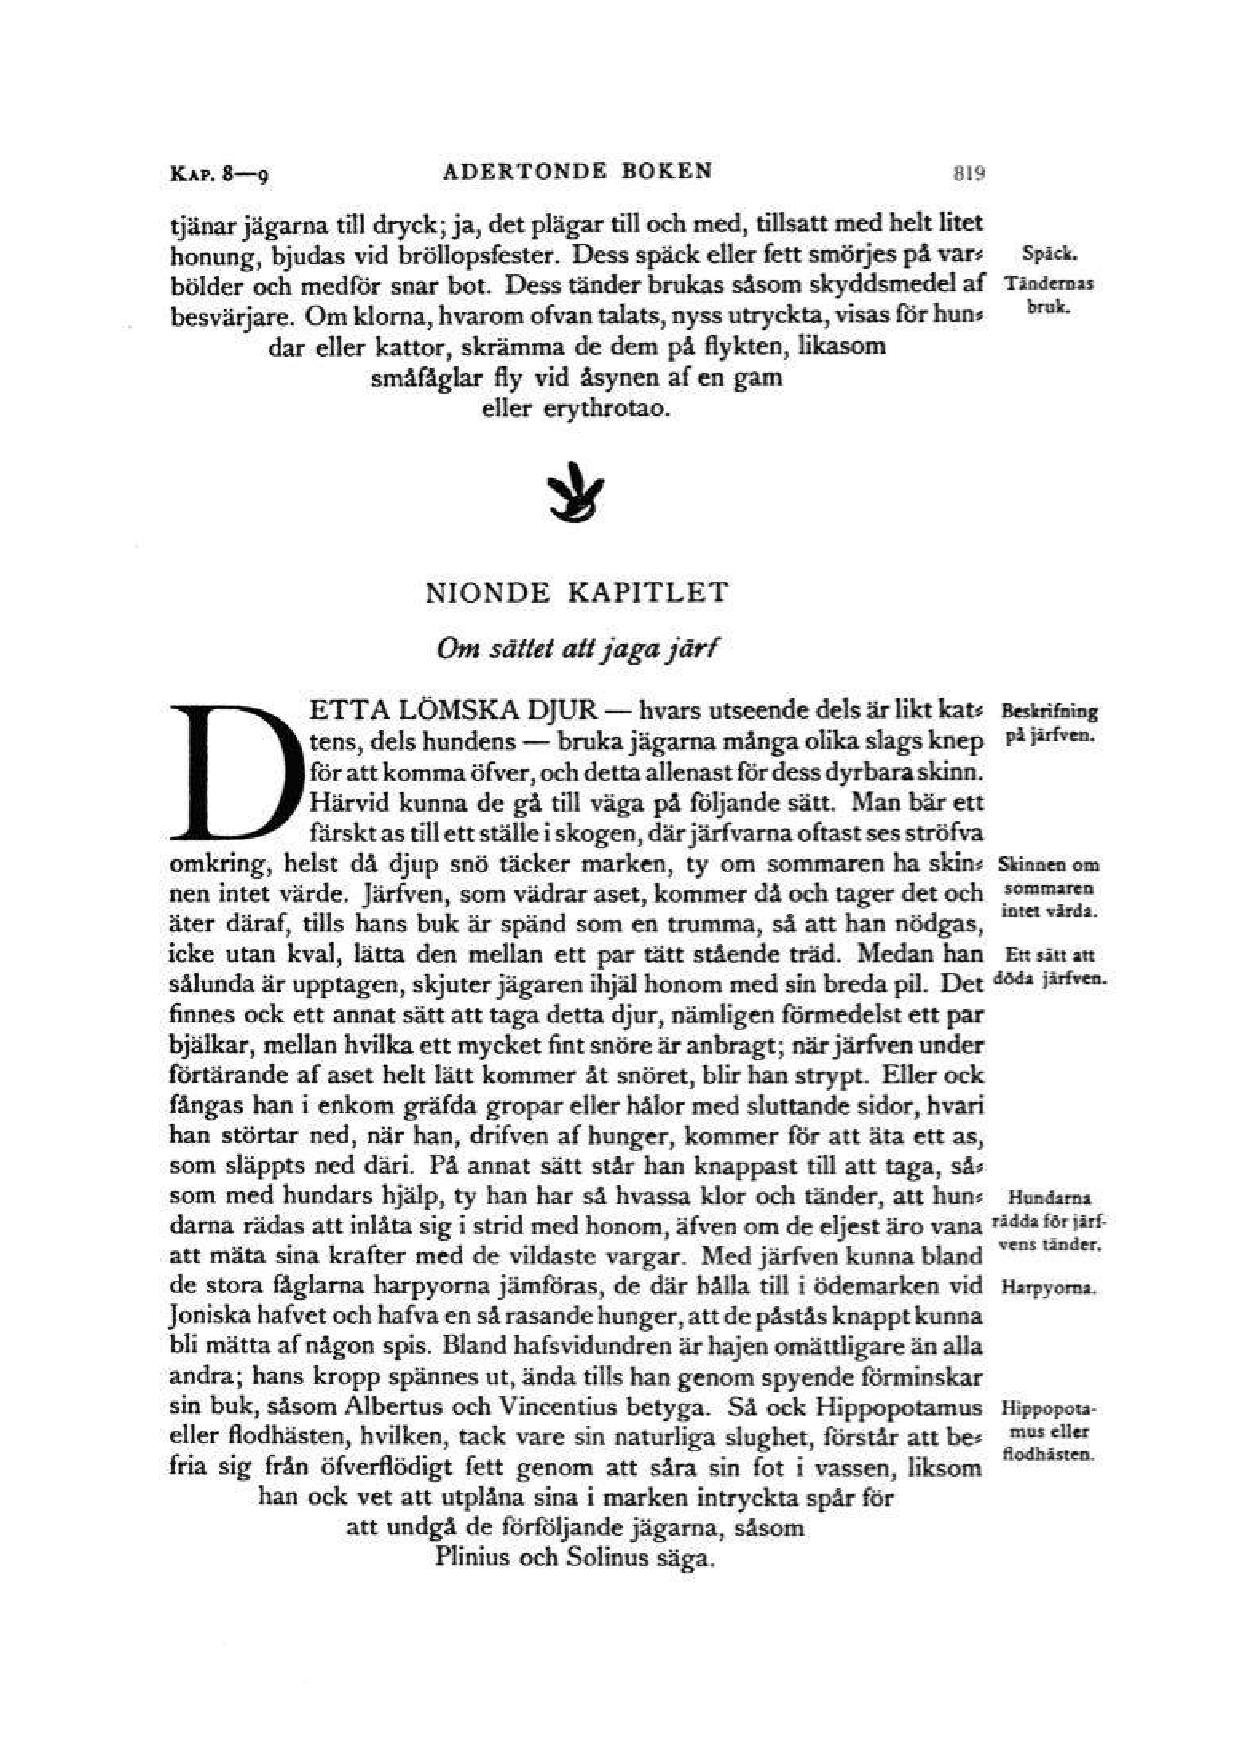 KAP. 8—9 ADERTONDE BOKEN 819
tjänar jägarna till dryck; ja, det plägar till och med, tillsatt med helt litet
honung, bjudas vid bröllopsfester. Dess späck eller fett smörjes på var⸗
Späck.
bölder och medför snar bot. Dess tänder brukas såsom skyddsmedel af
Tändernas
besvärjare. Om klorna, hvarom ofvan talats, nyss utryckta, visas för hun⸗
bruk.
dar eller kattor, skrämma de dem på flykten, likasom
småfåglar fly vid åsynen af en gam
eller erythrotao.
NIONDE KAPITLET
Om sättet att jaga järf
DETTA LÖMSKA DJUR — hvars utseende dels är likt kat⸗
Beskrifning
tens, dels hundens — bruka jägarna många olika slags knep
på järfven.
för att komma öfver, och detta allenast för dess dyrbara skinn.
Härvid kunna de gå till väga på följande sätt. Man bär ett
färskt as till ett ställe i skogen, där järfvarna oftast ses ströfva
omkring, helst då djup snö täcker marken, ty om sommaren ha skin⸗
Skinnen om
nen intet värde. Järfven, som vädrar aset, kommer då och tager det och
sommaren
äter däraf, tills hans buk är spänd som en trumma, så att han nödgas,
intet värda.
icke utan kval, lätta den mellan ett par tätt stående träd. Medan han
Ett sätt att
sålunda är upptagen, skjuter jägaren ihjäl honom med sin breda pil. Det
döda järfven.
finnes ock ett annat sätt att taga detta djur, nämligen förmedelst ett par
bjälkar, mellan hvilka ett mycket fint snöre är anbragt; när järfven under
förtärande af aset helt lätt kommer åt snöret, blir han strypt. Eller ock
fångas han i enkom gräfda gropar eller hålor med sluttande sidor, hvari
han störtar ned, när han, drifven af hunger, kommer för att äta ett as,
som släppts ned däri. På annat sätt står han knappast till att taga, så⸗
som med hundars hjälp, ty han har så hvassa klor och tänder, att hun⸗
Hundarna
darna rädas att inlåta sig i strid med honom, äfven om de eljest äro vana
rädda för järf-
att mäta sina krafter med de vildaste vargar. Med järfven kunna bland
vens tänder.
de stora fåglarna harpyorna jämföras, de där hålla till i ödemarken vid
Harpyorna.
Joniska hafvet och hafva en så rasande hunger, att de påstås knappt kunna
bli mätta af någon spis. Bland hafsvidundren är hajen omättligare än alla
andra; hans kropp spännes ut, ända tills han genom spyende förminskar
sin buk, såsom Albertus och Vincentius betyga. Så ock Hippopotamus
Hippopota-
eller flodhästen, hvilken, tack vare sin naturliga slughet, förstår att be⸗
mus eller
fria sig från öfverflödigt fett genom att såra sin fot i vassen, liksom
flodhästen.
han ock vet att utplåna sina i marken intryckta spår för
att undgå de förföljande jägarna, såsom
Plinius och Solinus säga.